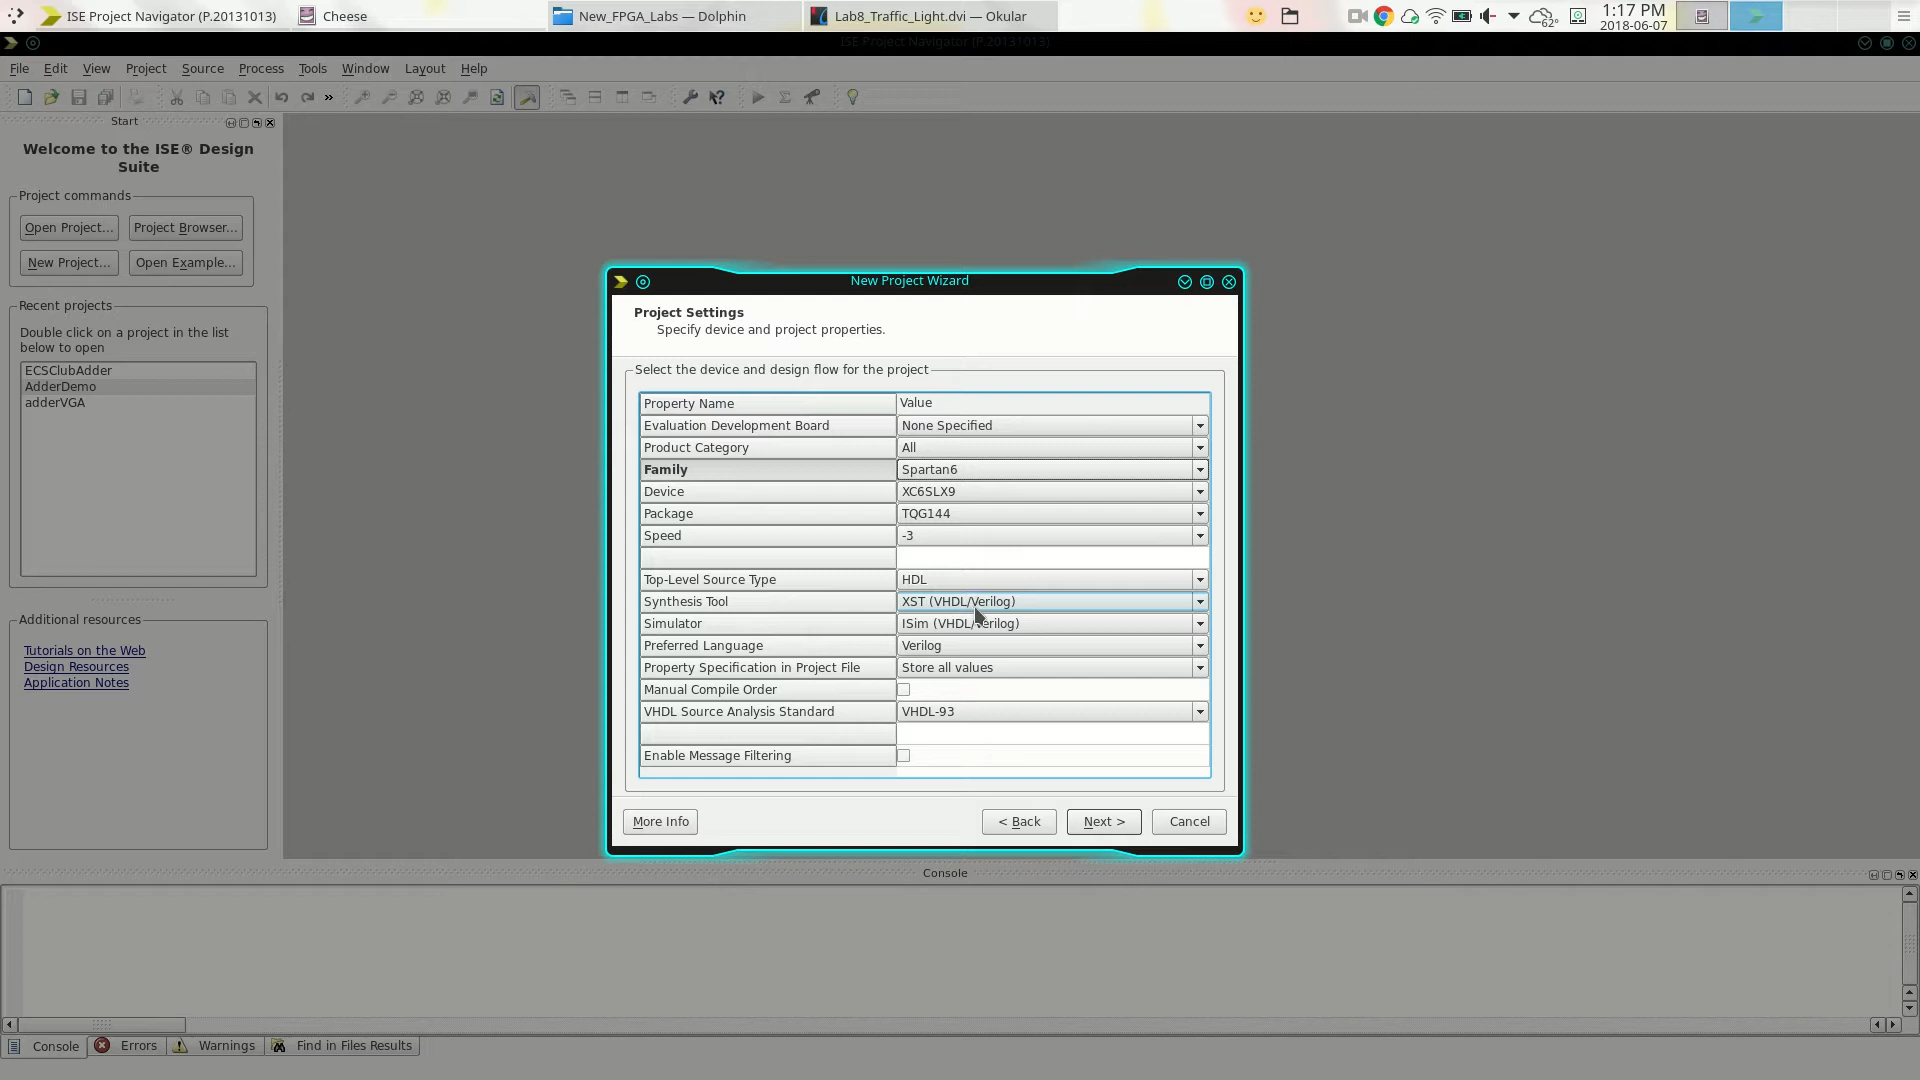 ISE Project Navigator (P.20131013)
Cheese
New_FPGA_Labs — Dolphin
Lab8_Traffic_Light.dvi — Okular
62°
1:17 PM
2018-06-07
ISE Project Navigator (P.20131013)
File Edit View Project Source Process Tools Window Layout Help
»
Start
Welcome to the ISE® Design
Suite
Project commands
Open Project... Project Browser...
New Project... Open Example...
Recent projects
Double click on a project in the list
below to open
ECSClubAdder
AdderDemo
adderVGA
Additional resources
Tutorials on the Web
Design Resources
Application Notes
New Project Wizard
Project Settings
Specify device and project properties.
Select the device and design flow for the project
Property Name Value
Evaluation Development Board None Specified
Product Category All
Family Spartan6
Device XC6SLX9
Package TQG144
Speed -3
Top-Level Source Type HDL
Synthesis Tool XST (VHDL/Verilog)
Simulator ISim (VHDL/Verilog)
Preferred Language Verilog
Property Specification in Project File Store all values
Manual Compile Order
VHDL Source Analysis Standard VHDL-93
Enable Message Filtering
More Info < Back Next > Cancel
Console
Console Errors Warnings Find in Files Results